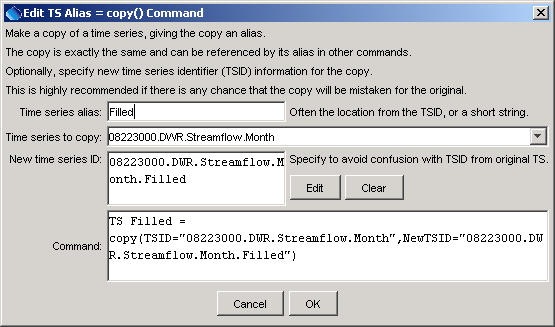 Edit TS Alias = copy() Command
Make a copy of a time series, giving the copy an alias.
The copy is exactly the same and can be referenced by its alias in other commands.
Optionally, specify new time series identifier (TSID) information for the copy.
This is highly recommended if there is any chance that the copy will be mistaken for the original.
Time series alias: Filled Often the location from the TSID, or a short string.
Time series to copy: 08223000.DWR.Streamflow.Month
New time series ID: 08223000.DWR.Streamflow.M Specify to avoid confusion with TSID from original TS.
onth.Filled
Edit Clear
TS Filled =
copy(TSID="08223000.DWR.Streamflow.Month",NewTSID="08223000.DW
Command: R.Streamflow.Month.Filled")
Cancel OK